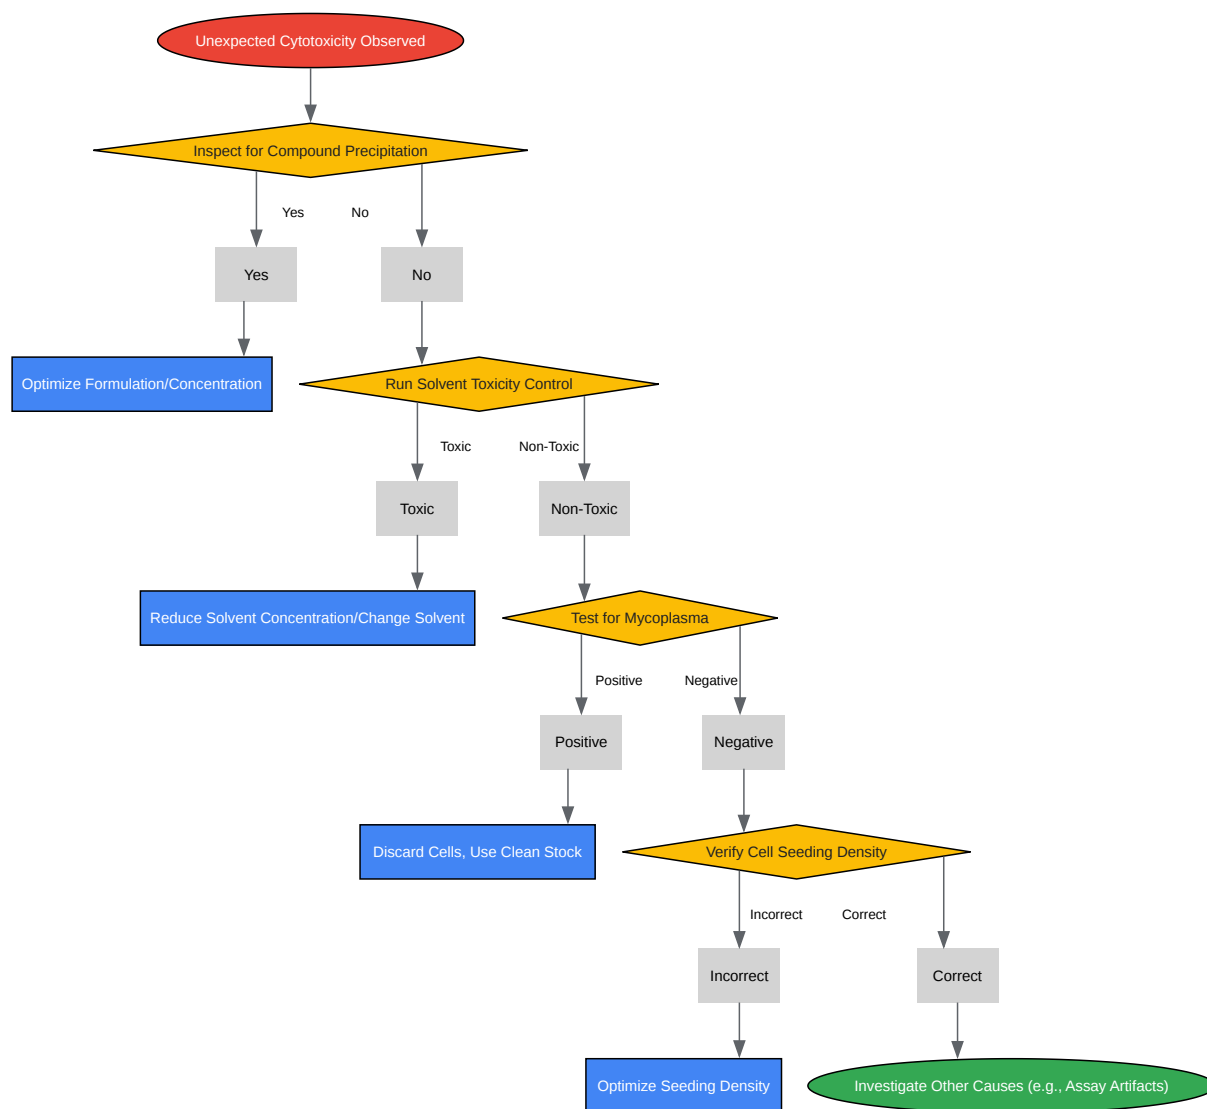 Unexpected Cytotoxicity Observed
Inspect for Compound Precipitation
Yes
No
Yes
No
Optimize Formulation/Concentration
Run Solvent Toxicity Control
Toxic
Non-Toxic
Toxic
Non-Toxic
Reduce Solvent Concentration/Change Solvent
Test for Mycoplasma
Positive
Negative
Positive
Negative
Discard Cells, Use Clean Stock
Verify Cell Seeding Density
Incorrect
Correct
Incorrect
Correct
Optimize Seeding Density
Investigate Other Causes (e.g., Assay Artifacts)